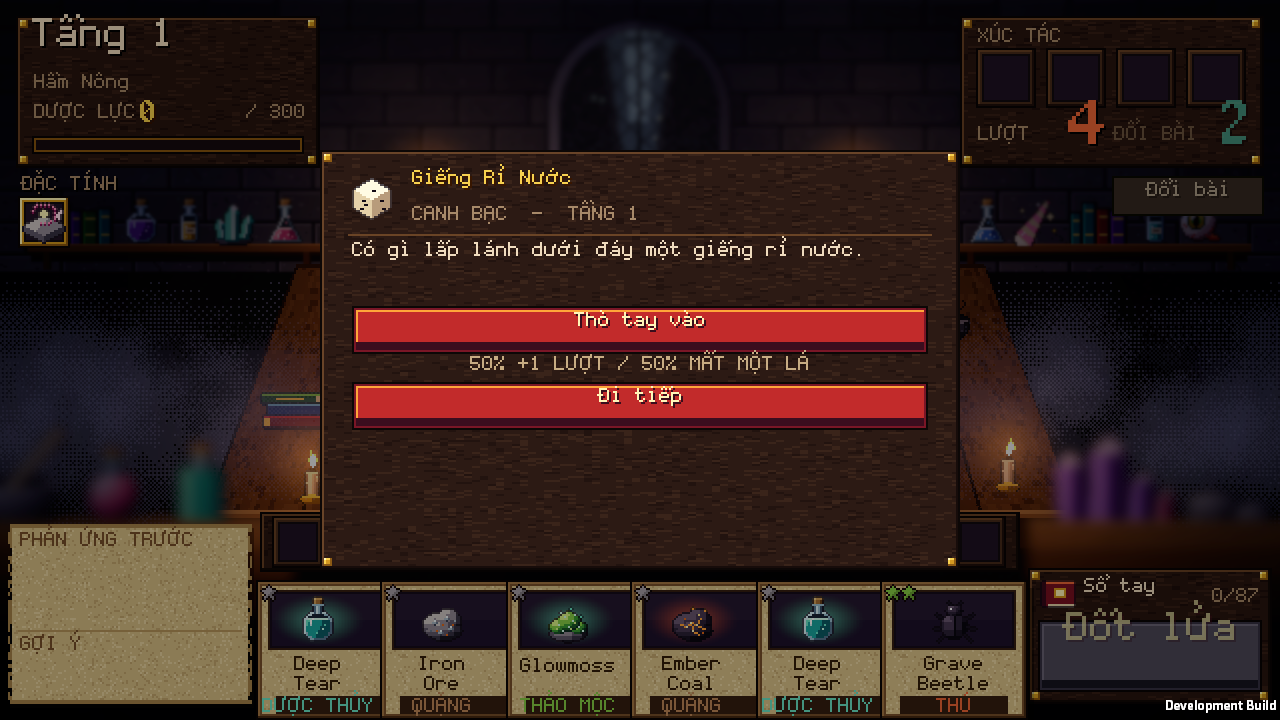 Tầng 1
Hầm Nông
DƯỢC LỰC 0 / 300
ĐẶC TÍNH
XÚC TÁC
LƯỢT 4 ĐỔI BÀI 2
Đổi bài
Giếng Rỉ Nước
CANH BẠC - TẦNG 1
Có gì lấp lánh dưới đáy một giếng rỉ nước.
Thò tay vào
50% +1 LƯỢT / 50% MẤT MỘT LÁ
Đi tiếp
PHẢN ỨNG TRƯỚC
GỢI Ý
Deep
Tear
DƯỢC THỦY
Iron
Ore
QUẶNG
Glowmoss
THẢO MỘC
Ember
Coal
QUẶNG
Deep
Tear
DƯỢC THỦY
Grave
Beetle
THÚ
Sổ tay
0/87
Đốt lửa
Development Build